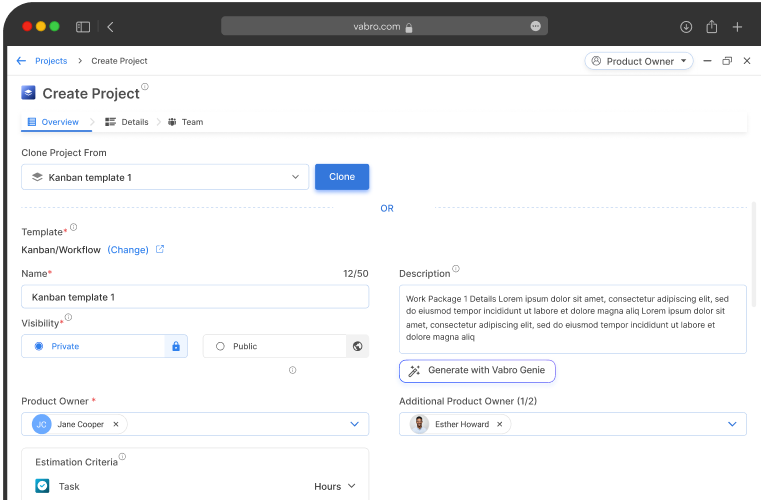 vabro.com
Projects > Create Project
Product Owner
Create Project
Overview
Details
Team
Clone Project From
Kanban template 1
Clone
OR
Template*
Kanban/Workflow (Change)
Name*
12/50
Kanban template 1
Description
Work Package 1 Details Lorem ipsum dolor sit amet, consectetur adipiscing elit, sed
do eiusmod tempor incididunt ut labore et dolore magna aliq Lorem ipsum dolor sit
amet, consectetur adipiscing elit, sed do eiusmod tempor incididunt ut labore et
dolore magna aliq
Visibility*
Private
Public
Generate with Vabro Genie
Product Owner *
JC Jane Cooper ×
Additional Product Owner (1/2)
Esther Howard ×
Estimation Criteria
Task
Hours